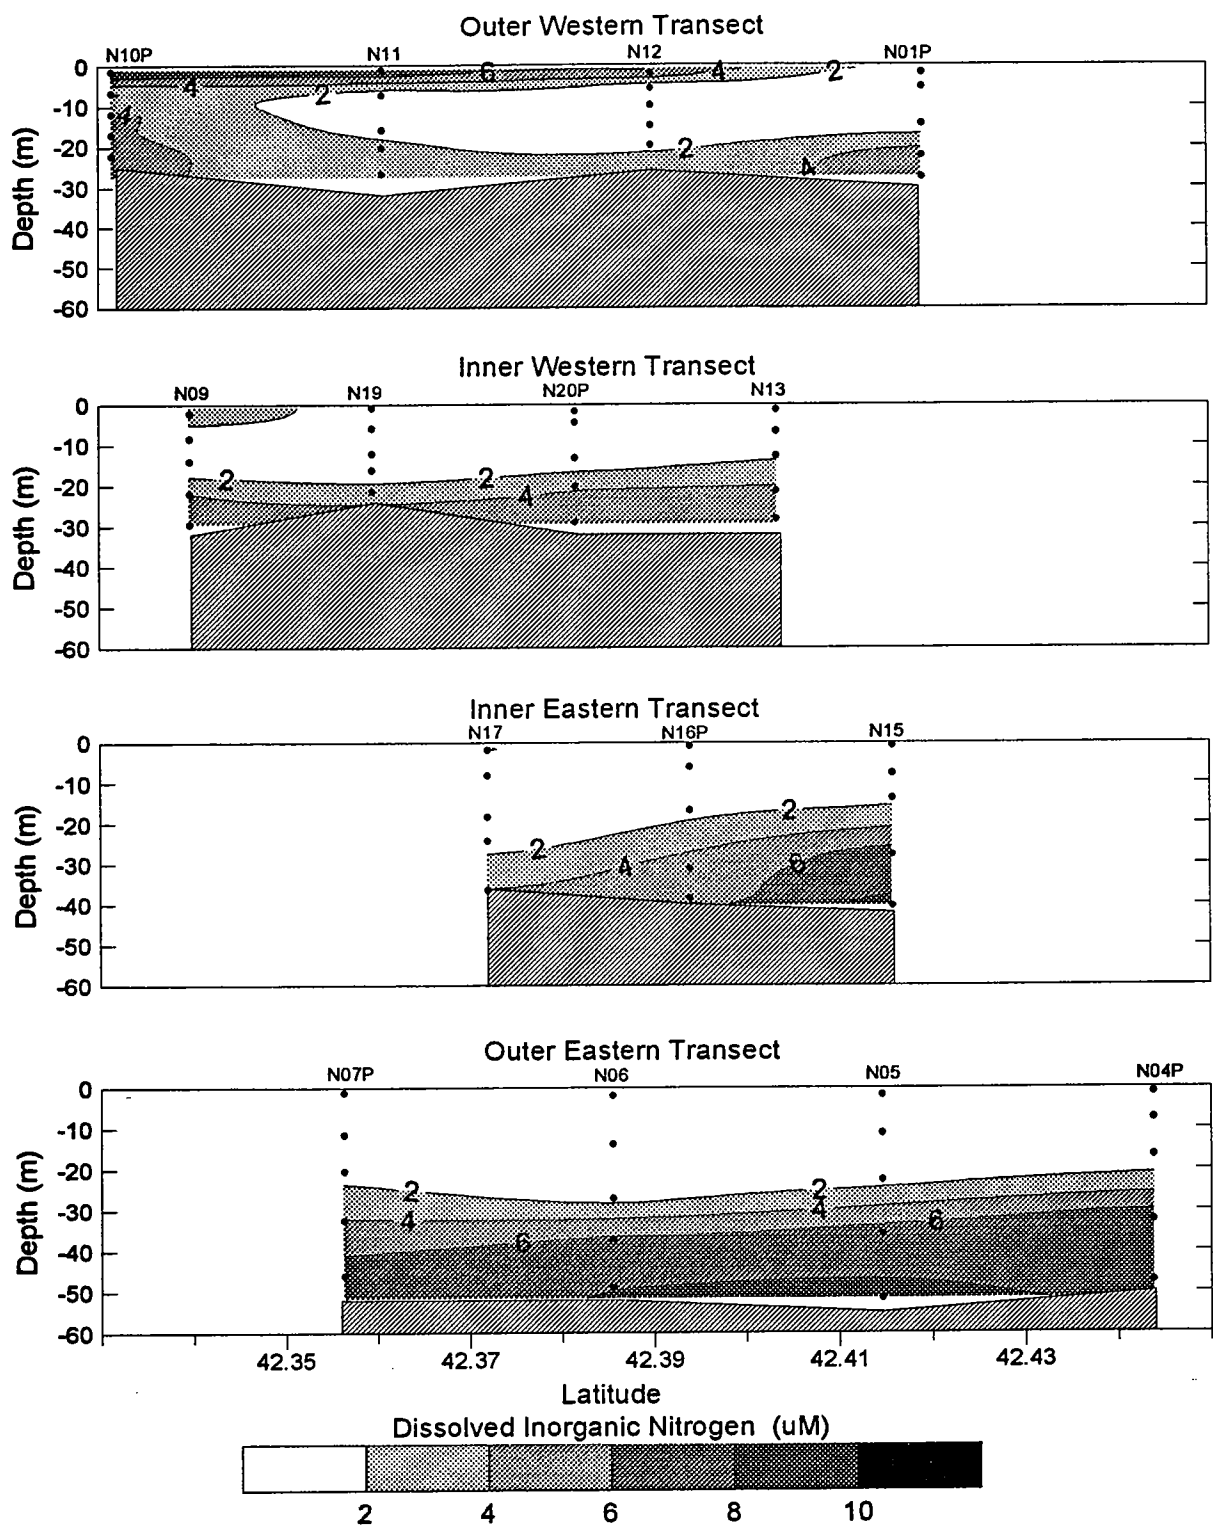 Outer Western Transect
N10P N11 N12 N01P
0
-10
-20
-30
-40
-50
-60
Depth (m)
6 4 2
4 2
4
2
4
Inner Western Transect
N09 N19 N20P N13
0
-10
-20
-30
-40
-50
-60
Depth (m)
2 2
4
Inner Eastern Transect
N17 N16P N15
0
-10
-20
-30
-40
-50
-60
Depth (m)
2
2 4 6
Outer Eastern Transect
N07P N06 N05 N04P
0
-10
-20
-30
-40
-50
-60
Depth (m)
2 2
4 4 6
6
42.35 42.37 42.39 42.41 42.43
Latitude
Dissolved Inorganic Nitrogen (uM)
2 4 6 8 10